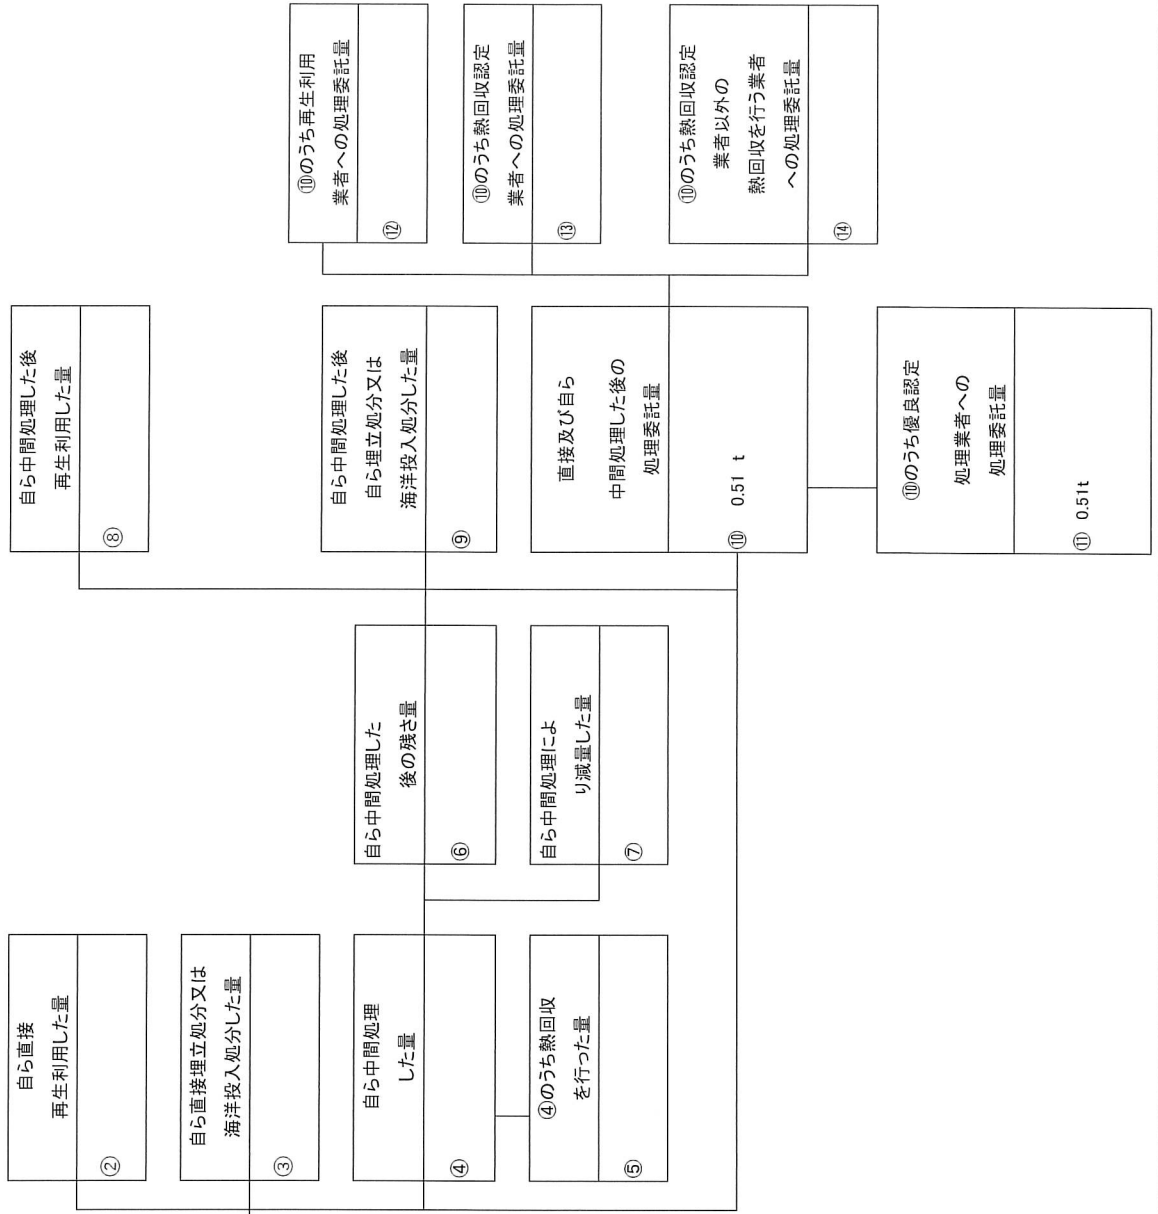 自ら直接
再生利用した量
②
自ら直接埋立処分又は
海洋投入処分した量
③
自ら中間処理
した量
④
④のうち熱回収
を行った量
⑤
自ら中間処理した
後の残さ量
⑥
自ら中間処理によ
り減量した量
⑦
自ら中間処理した後
再生利用した量
⑧
自ら中間処理した後
自ら埋立処分又は
海洋投入処分した量
⑨
直接及び自ら
中間処理した後の
処理委託量
⑩ 0.51 t
⑩のうち優良認定
処理業者への
処理委託量
⑪ 0.51t
⑩のうち再生利用
業者への処理委託量
⑫
⑩のうち熱回収認定
業者への処理委託量
⑬
⑩のうち熱回収認定
業者以外の
熱回収を行う業者
への処理委託量
⑭